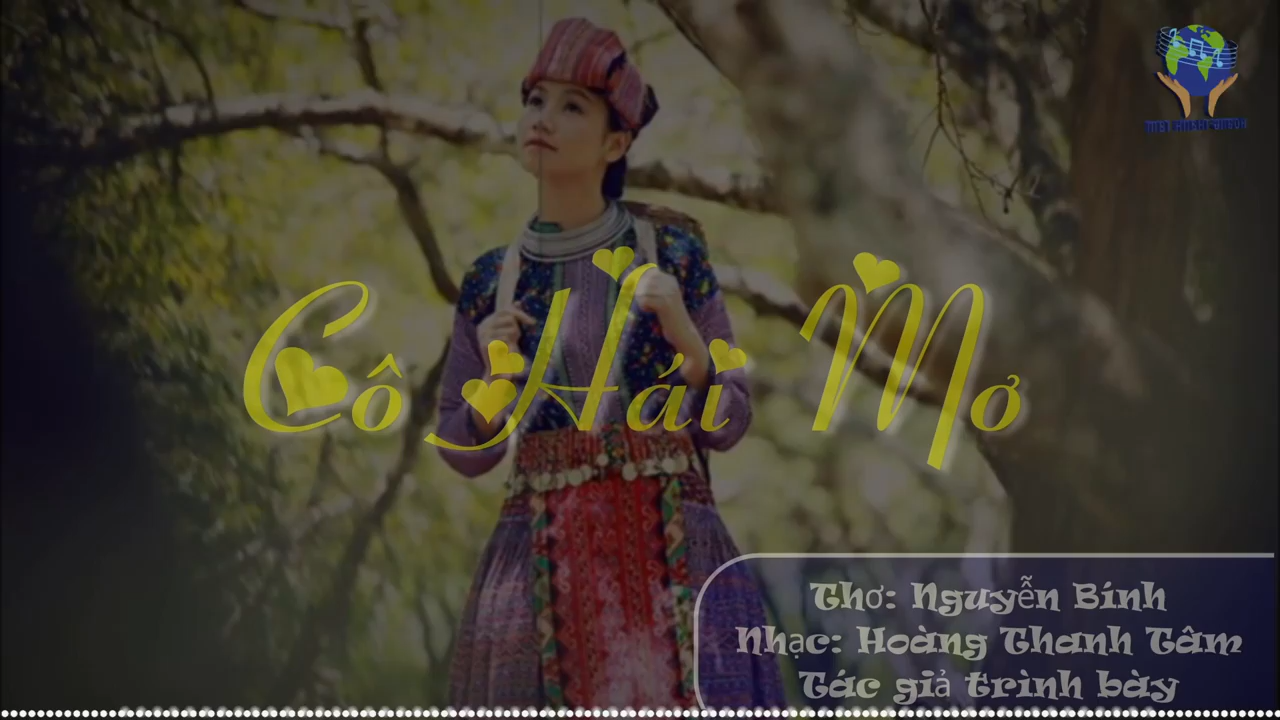 Cô Hái Mơ
Thơ: Nguyễn Bính
Nhạc: Hoàng Thanh Tâm
Tác giả trình bày